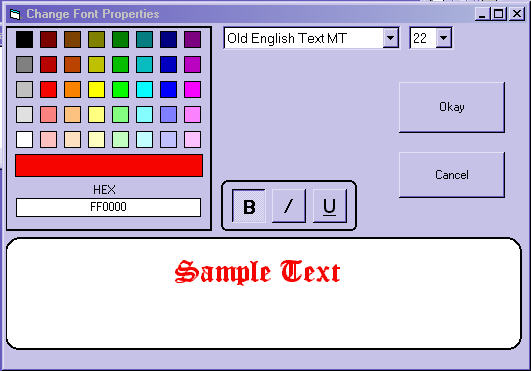 Change Font Properties
Old English Text MT
22
Okay
Cancel
HEX
FF0000
B
I
U
Sample Text